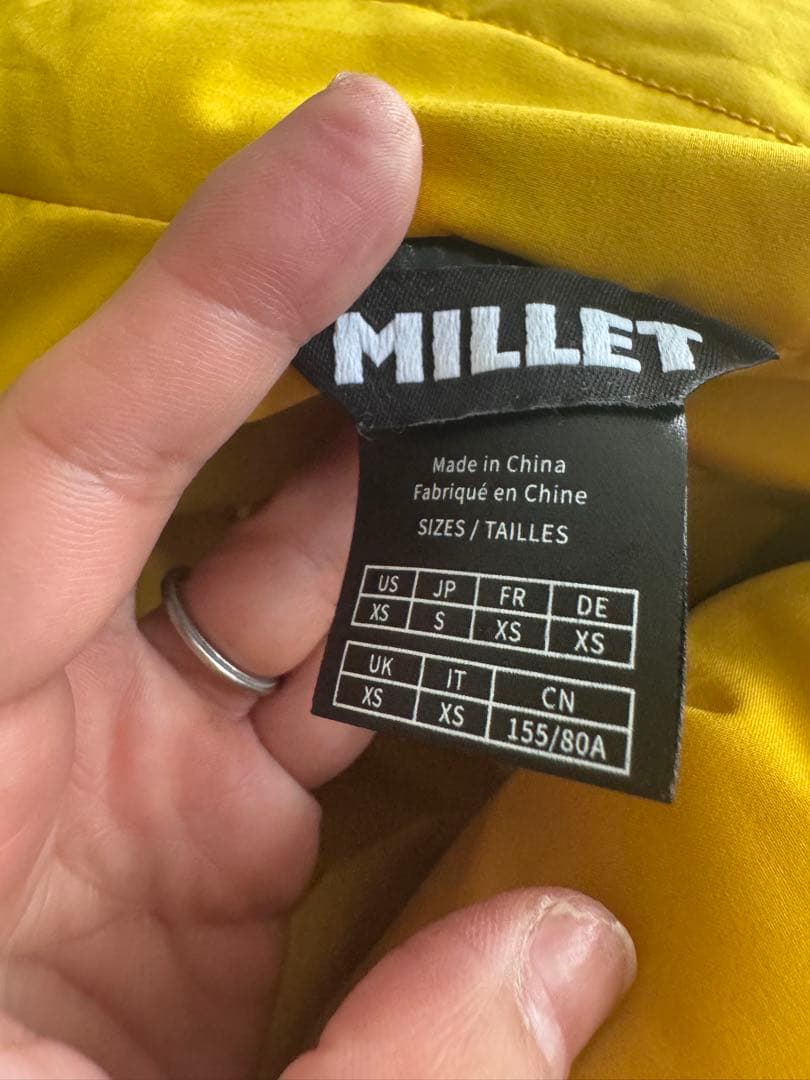 MILLET
Made in China
Fabriqué en Chine
SIZES / TAILLES
US JP FR DE
XS S XS XS
UK IT CN
XS XS 155/80A